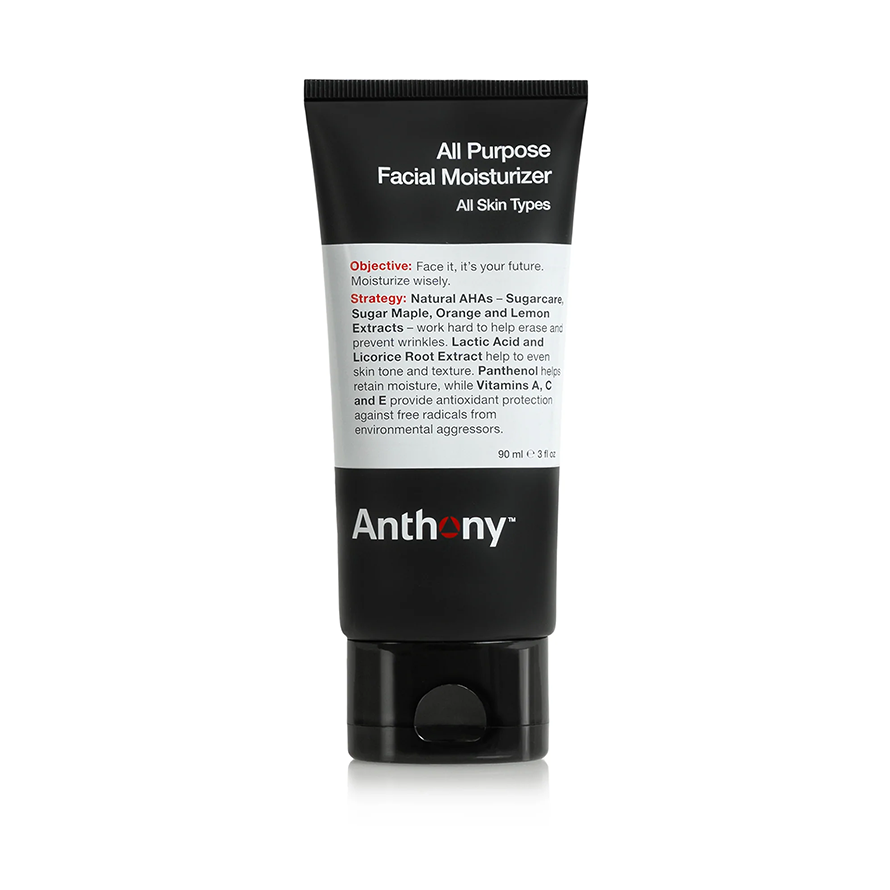 All Purpose
Facial Moisturizer
All Skin Types
Objective: Face it, it's your future.
Moisturize wisely.
Strategy: Natural AHAs – Sugarcare,
Sugar Maple, Orange and Lemon
Extracts – work hard to help erase and
prevent wrinkles. Lactic Acid and
Licorice Root Extract help to even
skin tone and texture. Panthenol helps
retain moisture, while Vitamins A, C
and E provide antioxidant protection
against free radicals from
environmental aggressors.
90 ml ℮ 3 fl oz
Anthony™